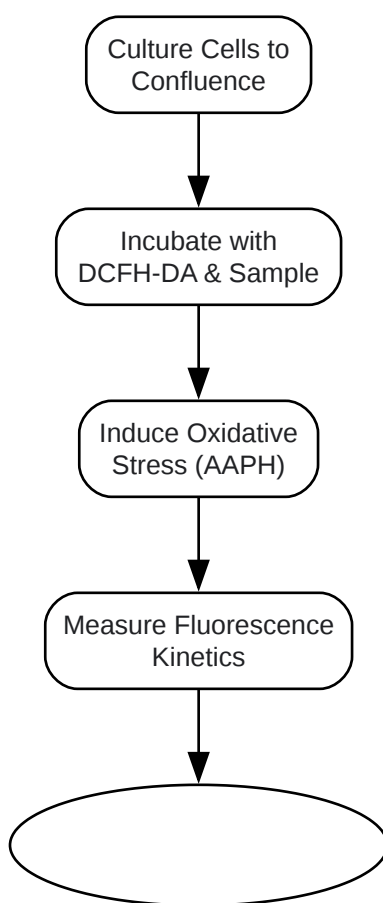 Culture Cells to
Confluence
Incubate with
DCFH-DA & Sample
Induce Oxidative
Stress (AAPH)
Measure Fluorescence
Kinetics